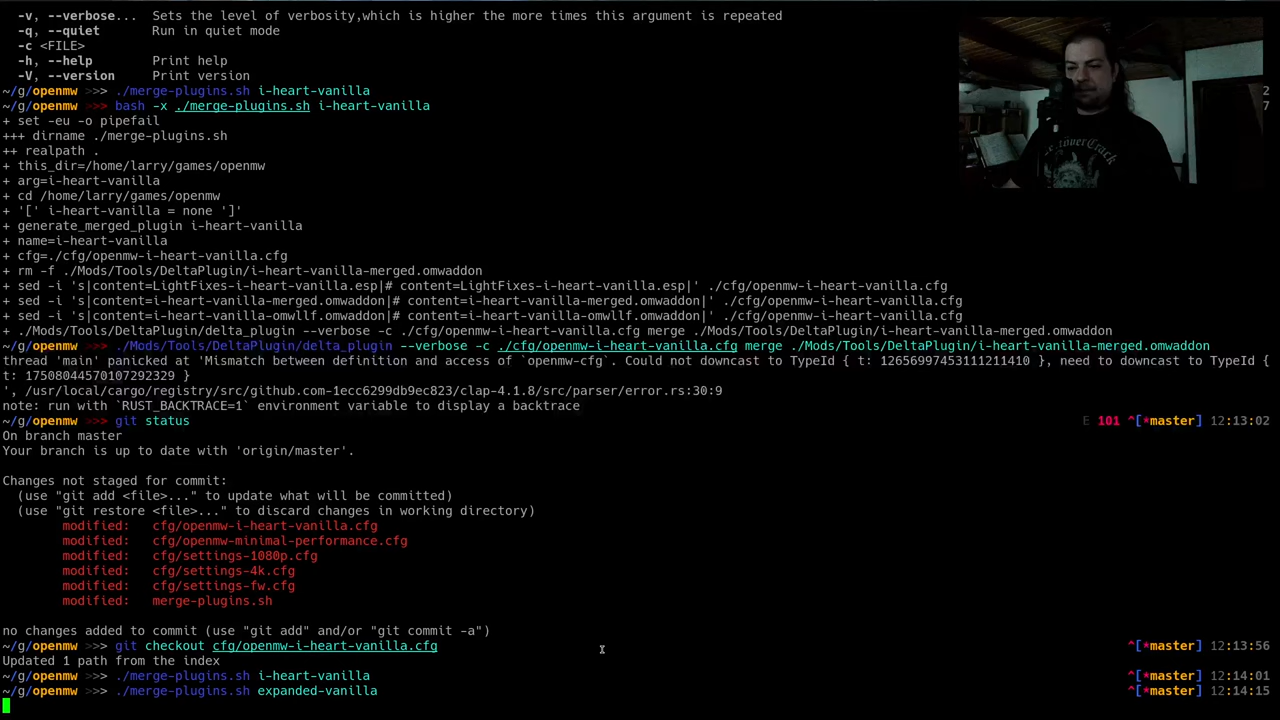 -v, --verbose...  Sets the level of verbosity,which is higher the more times this argument is repeated
-q, --quiet       Run in quiet mode
-c <FILE>
-h, --help        Print help
-V, --version     Print version
~/g/openmw >>> ./merge-plugins.sh i-heart-vanilla
~/g/openmw >>> bash -x ./merge-plugins.sh i-heart-vanilla
+ set -eu -o pipefail
+++ dirname ./merge-plugins.sh
++ realpath .
+ this_dir=/home/larry/games/openmw
+ arg=i-heart-vanilla
+ cd /home/larry/games/openmw
+ '[' i-heart-vanilla = none ']'
+ generate_merged_plugin i-heart-vanilla
+ name=i-heart-vanilla
+ cfg=./cfg/openmw-i-heart-vanilla.cfg
+ rm -f ./Mods/Tools/DeltaPlugin/i-heart-vanilla-merged.omwaddon
+ sed -i 's|content=LightFixes-i-heart-vanilla.esp|# content=LightFixes-i-heart-vanilla.esp|' ./cfg/openmw-i-heart-vanilla.cfg
+ sed -i 's|content=i-heart-vanilla-merged.omwaddon|# content=i-heart-vanilla-merged.omwaddon|' ./cfg/openmw-i-heart-vanilla.cfg
+ sed -i 's|content=i-heart-vanilla-omwllf.omwaddon|# content=i-heart-vanilla-omwllf.omwaddon|' ./cfg/openmw-i-heart-vanilla.cfg
+ ./Mods/Tools/DeltaPlugin/delta_plugin --verbose -c ./cfg/openmw-i-heart-vanilla.cfg merge ./Mods/Tools/DeltaPlugin/i-heart-vanilla-merged.omwaddon
~/g/openmw >>> ./Mods/Tools/DeltaPlugin/delta_plugin --verbose -c ./cfg/openmw-i-heart-vanilla.cfg merge ./Mods/Tools/DeltaPlugin/i-heart-vanilla-merged.omwaddon
thread 'main' panicked at 'Mismatch between definition and access of `openmw-cfg`. Could not downcast to TypeId { t: 12656997453111211410 }, need to downcast to TypeId {
t: 17508044570107292329 }
', /usr/local/cargo/registry/src/github.com-1ecc6299db9ec823/clap-4.1.8/src/parser/error.rs:30:9
note: run with `RUST_BACKTRACE=1` environment variable to display a backtrace
~/g/openmw >>> git status E 101 ^[*master] 12:13:02
On branch master
Your branch is up to date with 'origin/master'.
Changes not staged for commit:
(use "git add <file>..." to update what will be committed)
(use "git restore <file>..." to discard changes in working directory)
modified:   cfg/openmw-i-heart-vanilla.cfg
modified:   cfg/openmw-minimal-performance.cfg
modified:   cfg/settings-1080p.cfg
modified:   cfg/settings-4k.cfg
modified:   cfg/settings-fw.cfg
modified:   merge-plugins.sh
no changes added to commit (use "git add" and/or "git commit -a")
~/g/openmw >>> git checkout cfg/openmw-i-heart-vanilla.cfg ^[*master] 12:13:56
Updated 1 path from the index
~/g/openmw >>> ./merge-plugins.sh i-heart-vanilla ^[*master] 12:14:01
~/g/openmw >>> ./merge-plugins.sh expanded-vanilla ^[*master] 12:14:15
2
7